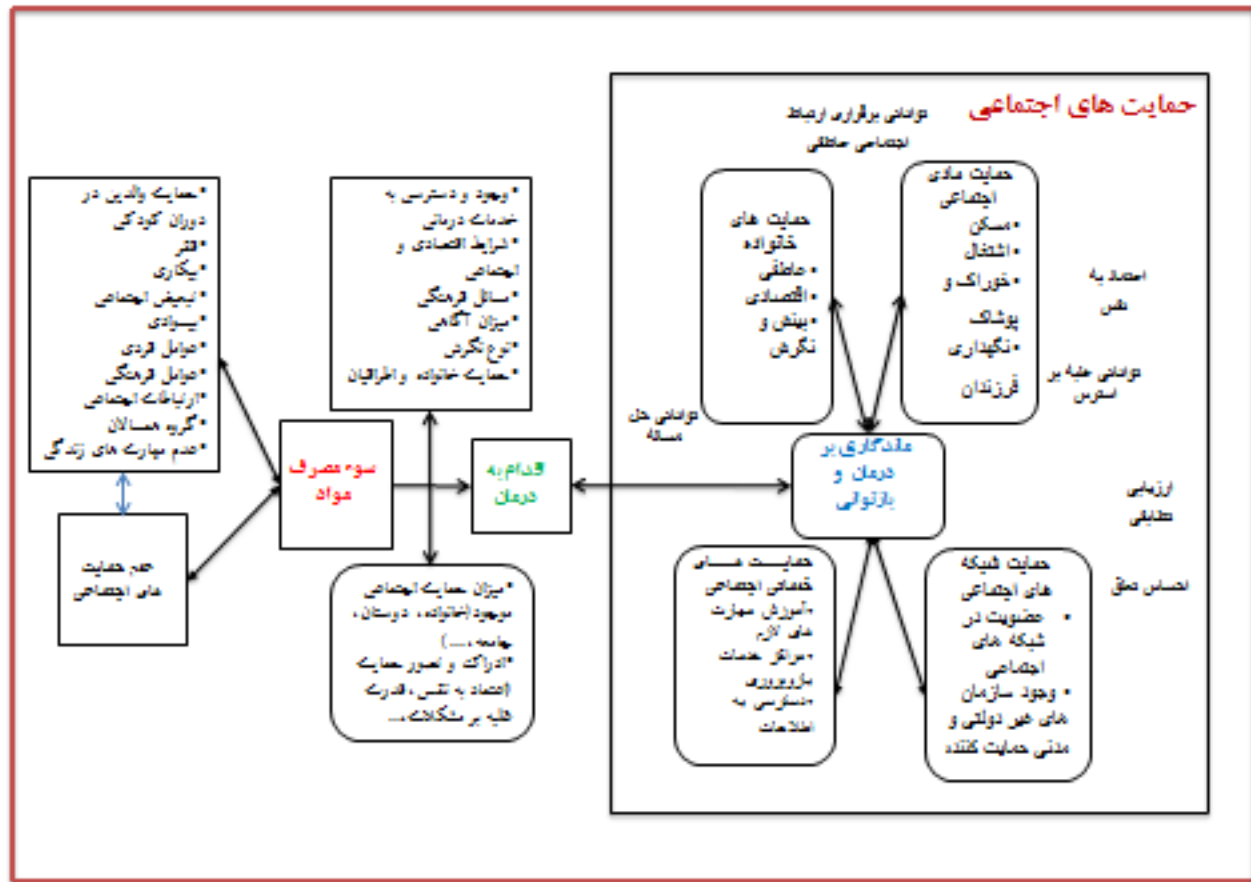 حمایت های اجتماعی
توانائی برقراری ارتباط
اجتماعی عاطفی
حمایت مادی
اجتماعی
•مسکن
•اشتغال
•خوراک و
پوشاک
•نگهداری
فرزندان
حمایت های
خانواده
•عاطفی
•اقتصادی
•بینش و
نگرش
اعتماد به
نفس
توانائی غلبه بر
استرس
توانائی حل
مساله
ماندگاری بر
درمان و
بازتوانی
ارزیابی
احساس تعلق
حمایت شبکه
های اجتماعی
• عضویت در
شبکه های
اجتماعی
• وجود سازمان
های غیر دولتی و
مدنی حمایت کننده
حمایت های
خدماتی اجتماعی
•آموزش مهارت
های لازم
•مراکز خدمات
•دسترسی به
اطلاعات
•وجود و دسترسی به
خدمات درمانی
•شرایط اقتصادی و
اجتماعی
•مسائل فرهنگی
•میزان آگاهی
•نوع نگرش
•حمایت خانواده و اطرافیان
اقدام به
درمان
•میزان حمایت اجتماعی
موجود(خانواده، دوستان،
جامعه،...)
•ادراک و تصور حمایت
(اعتماد به نفس، قدرت
غلبه بر مشکلات،...
سوء مصرف
مواد
•حمایت والدین در
دوران کودکی
•فقر
•بیکاری
•تبعیض اجتماعی
•بیسوادی
•عوامل فردی
•عوامل فرهنگی
•ارتباطات اجتماعی
•گروه همسالان
•عدم مهارت های زندگی
عدم حمایت
های اجتماعی